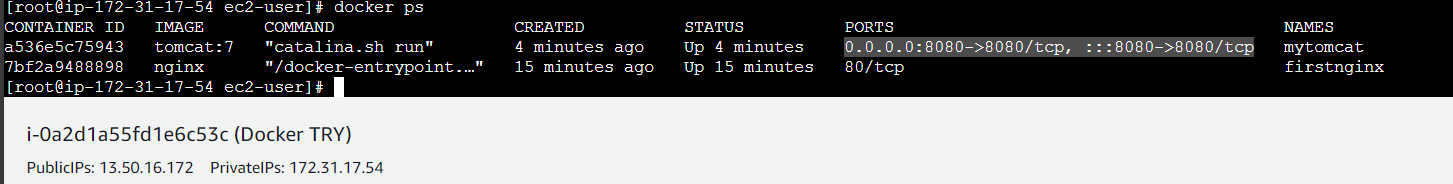 [root@ip-172-31-17-54 ec2-user]# docker ps
CONTAINER ID   IMAGE      COMMAND                  CREATED          STATUS          PORTS                                       NAMES
a536e5c75943   tomcat:7   "catalina.sh run"        4 minutes ago    Up 4 minutes    0.0.0.0:8080->8080/tcp, :::8080->8080/tcp   mytomcat
7bf2a9488898   nginx      "/docker-entrypoint.…"   15 minutes ago   Up 15 minutes   80/tcp                                      firstnginx
[root@ip-172-31-17-54 ec2-user]#
i-0a2d1a55fd1e6c53c (Docker TRY)
PublicIPs: 13.50.16.172   PrivateIPs: 172.31.17.54